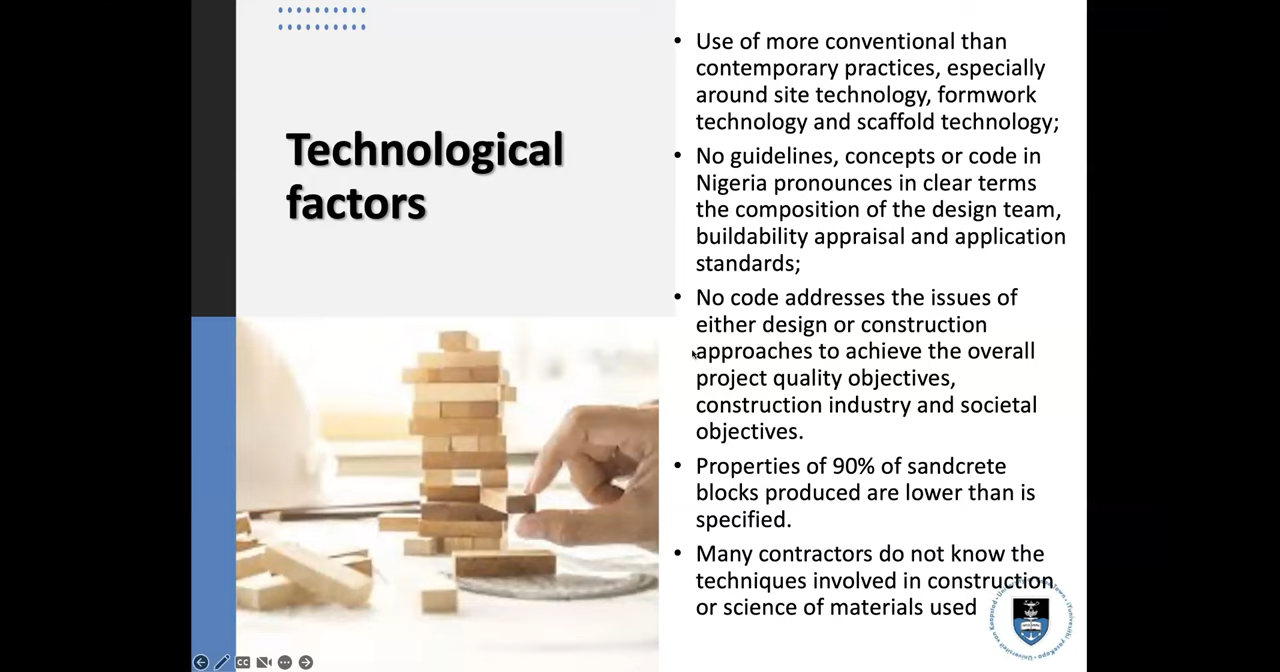 Technological
factors
• Use of more conventional than
contemporary practices, especially
around site technology, formwork
technology and scaffold technology;
• No guidelines, concepts or code in
Nigeria pronounces in clear terms
the composition of the design team,
buildability appraisal and application
standards;
• No code addresses the issues of
either design or construction
approaches to achieve the overall
project quality objectives,
construction industry and societal
objectives.
• Properties of 90% of sandcrete
blocks produced are lower than is
specified.
• Many contractors do not know the
techniques involved in construction
or science of materials used
CC